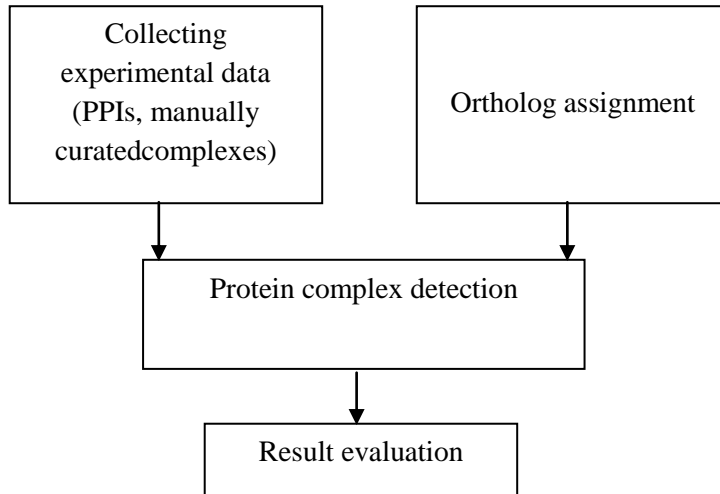 Collecting
experimental data
(PPIs, manually
curatedcomplexes)
Ortholog assignment
Protein complex detection
Result evaluation